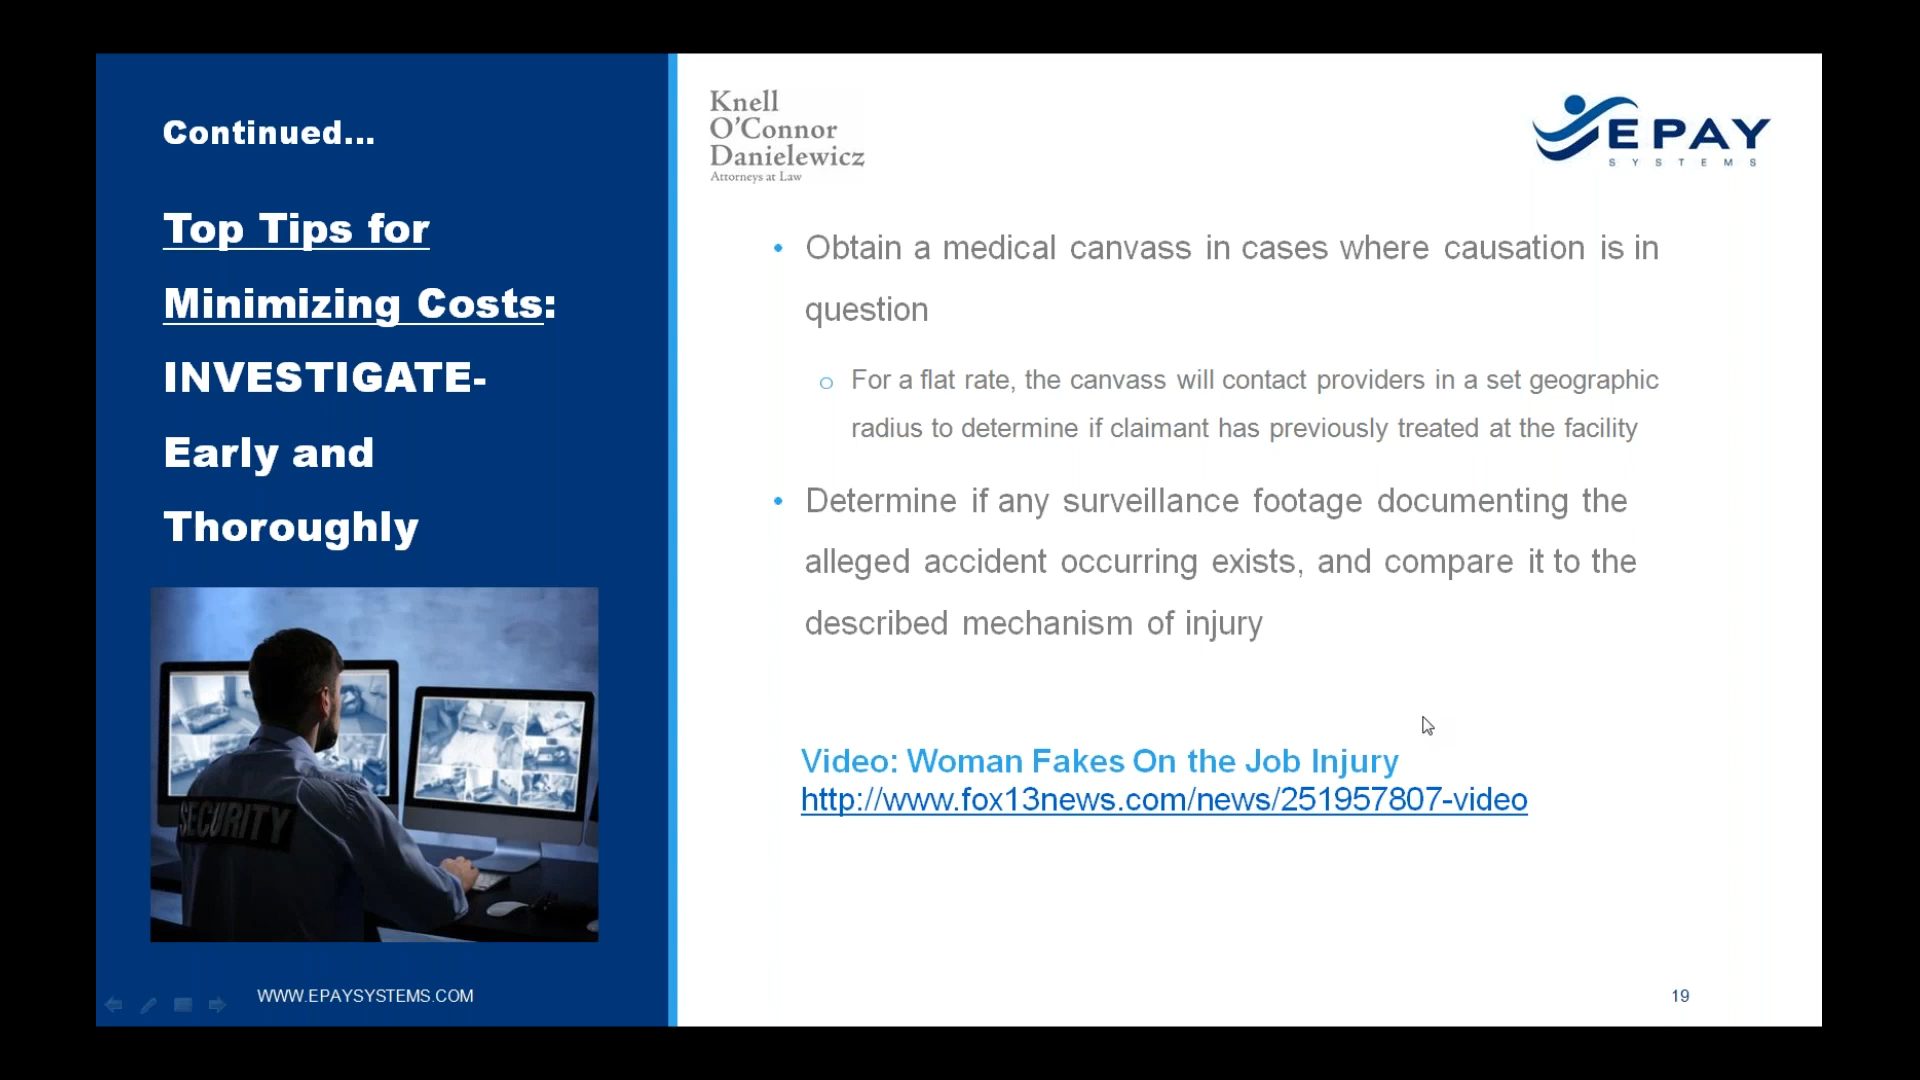 Continued...
Top Tips for
Minimizing Costs:
INVESTIGATE-
Early and
Thoroughly
SECURITY
WWW.EPAYSYSTEMS.COM
Knell
O'Connor
Danielewicz
Attorneys at Law
EPAY
SYSTEMS
• Obtain a medical canvass in cases where causation is in
question
o For a flat rate, the canvass will contact providers in a set geographic
radius to determine if claimant has previously treated at the facility
• Determine if any surveillance footage documenting the
alleged accident occurring exists, and compare it to the
described mechanism of injury
Video: Woman Fakes On the Job Injury
http://www.fox13news.com/news/251957807-video
19